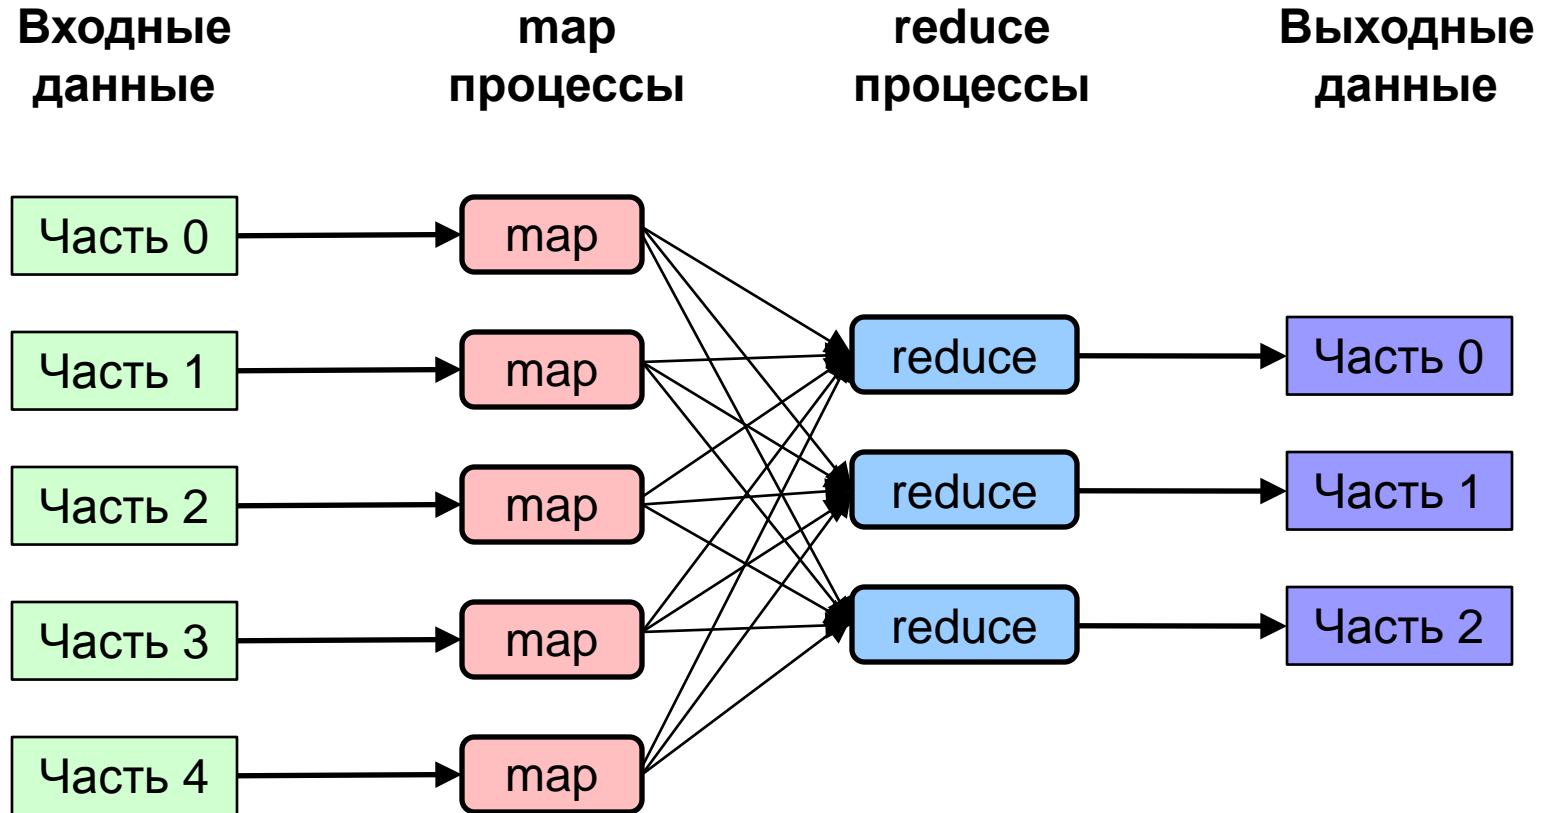 Входные
данные
map
процессы
reduce
процессы
Выходные
данные
Часть 0
map
Часть 1
map
reduce
Часть 0
Часть 2
map
reduce
Часть 1
Часть 3
map
reduce
Часть 2
Часть 4
map